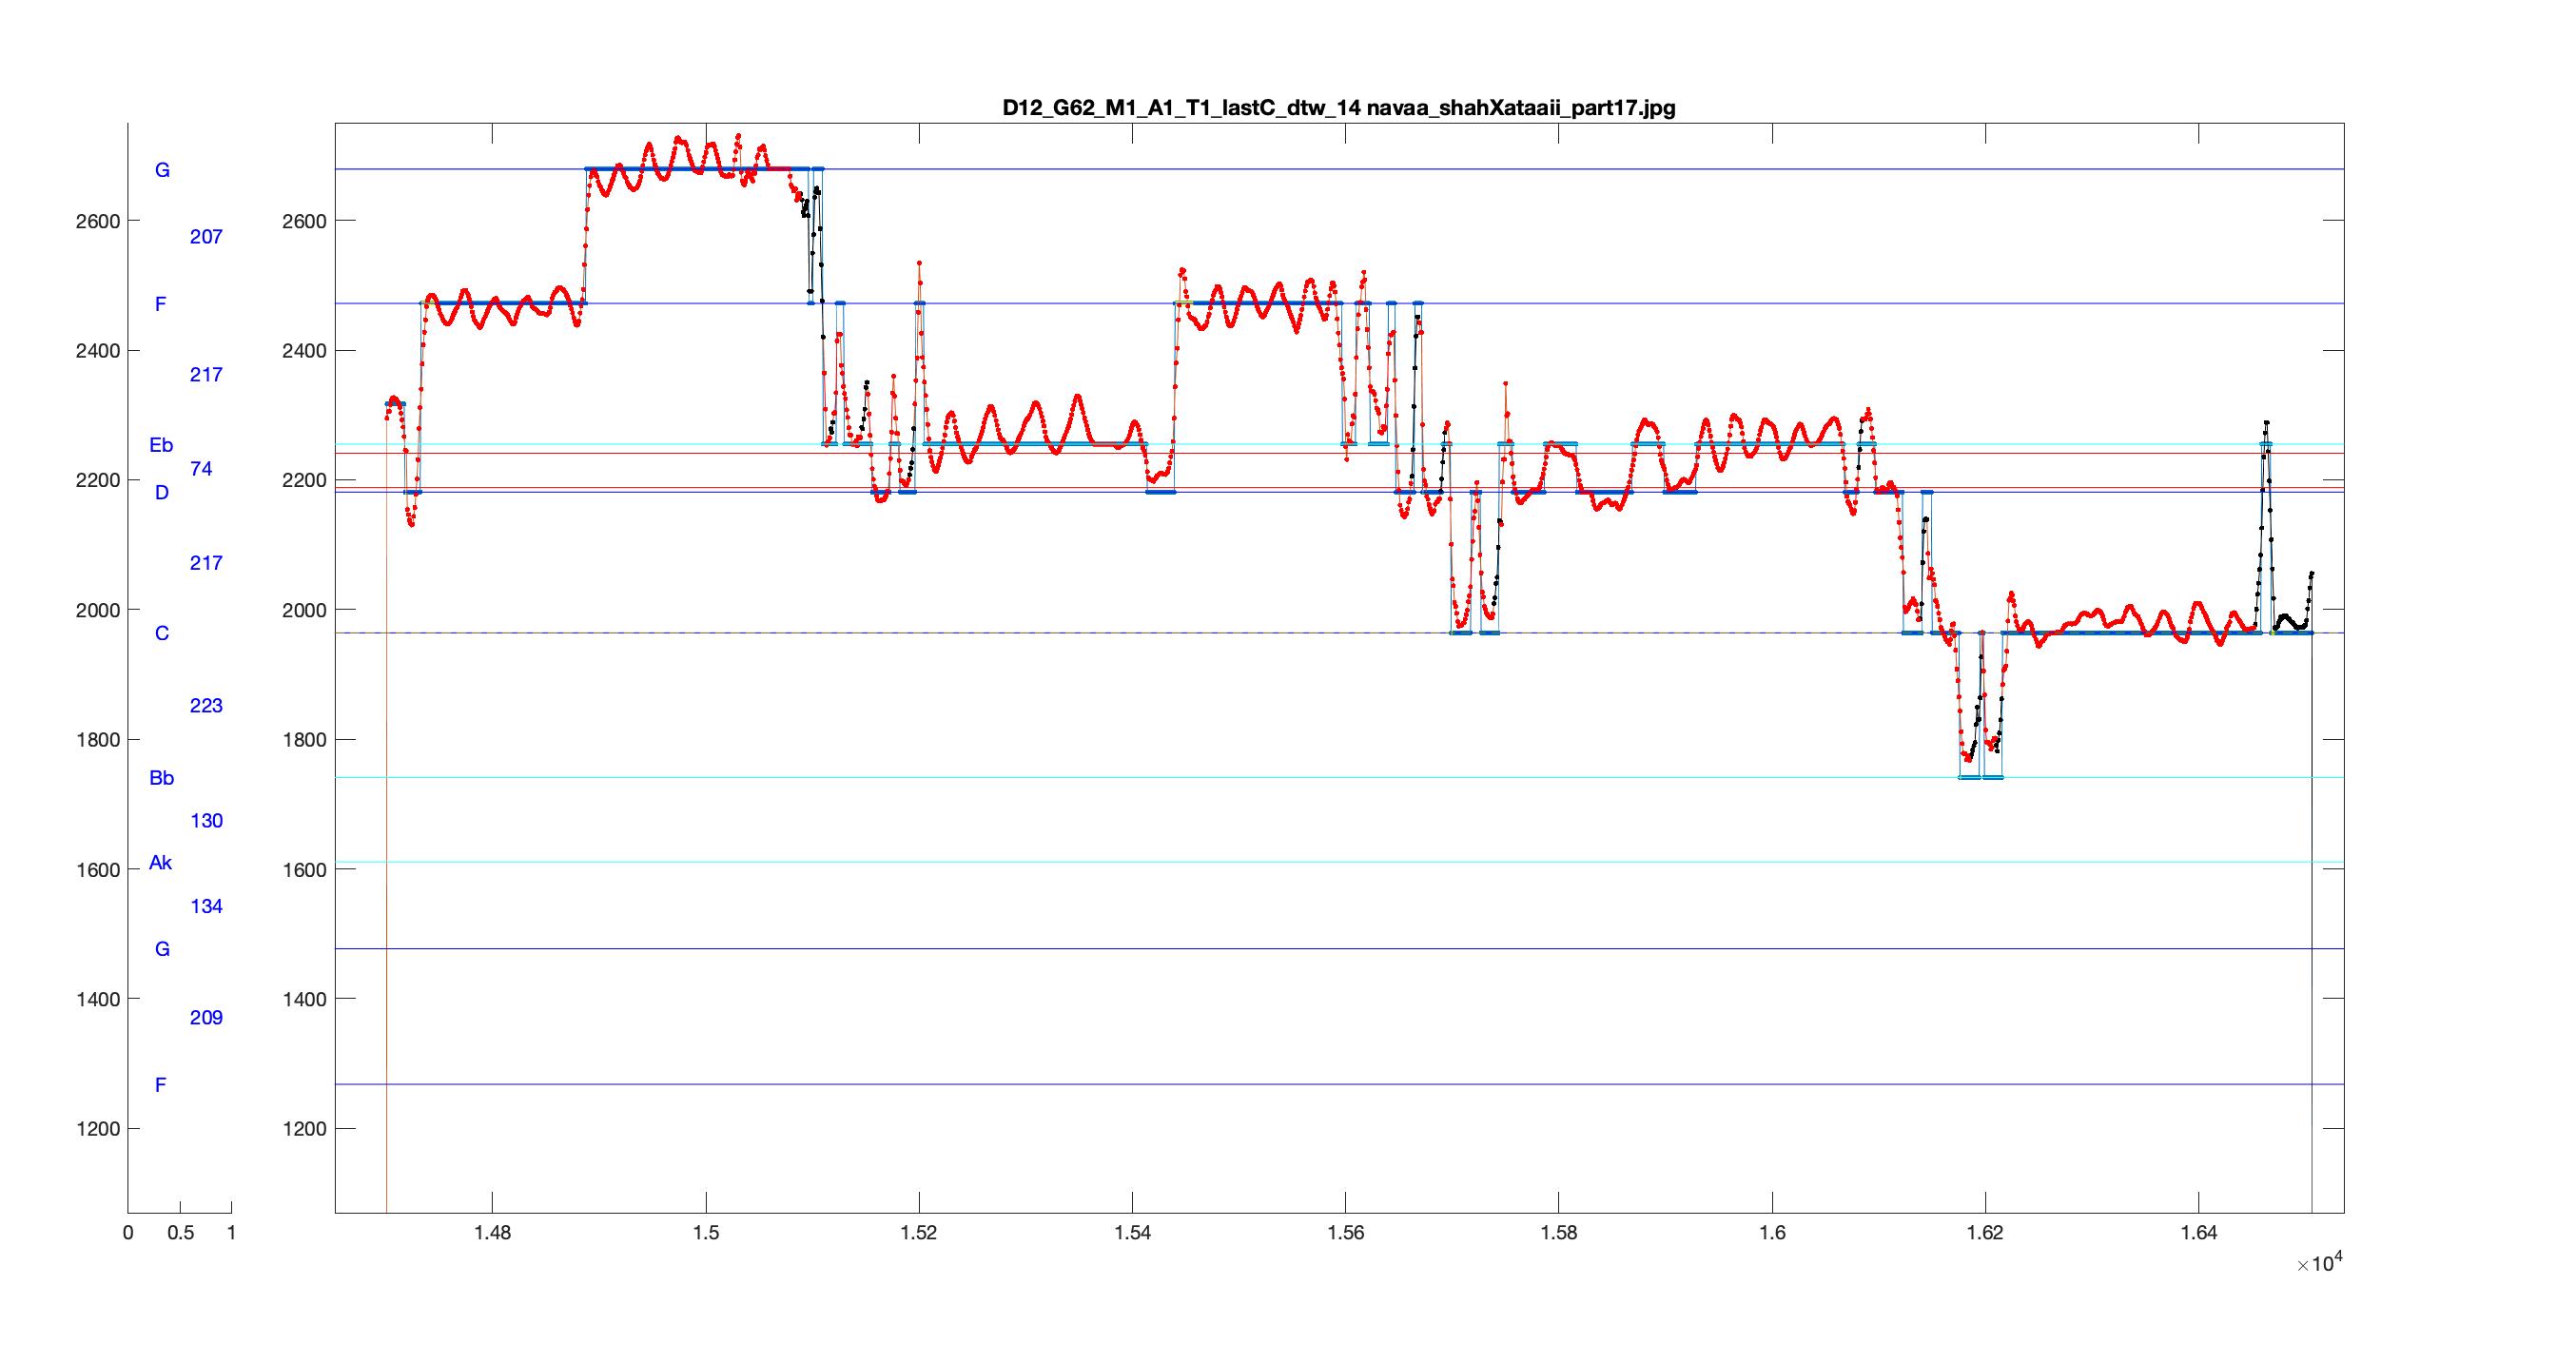 D12_G62_M1_A1_T1_lastC_dtw_14 navaa_shahXataaii_part17.jpg
G
2600 2600
207
F
2400 2400
217
Eb
74
2200 2200
D
217
2000 2000
C
223
1800 1800
Bb
130
Ak
1600 1600
134
G
1400 1400
209
F
1200 1200
0 0.5 1 1.48 1.5 1.52 1.54 1.56 1.58 1.6 1.62 1.64
×10⁴